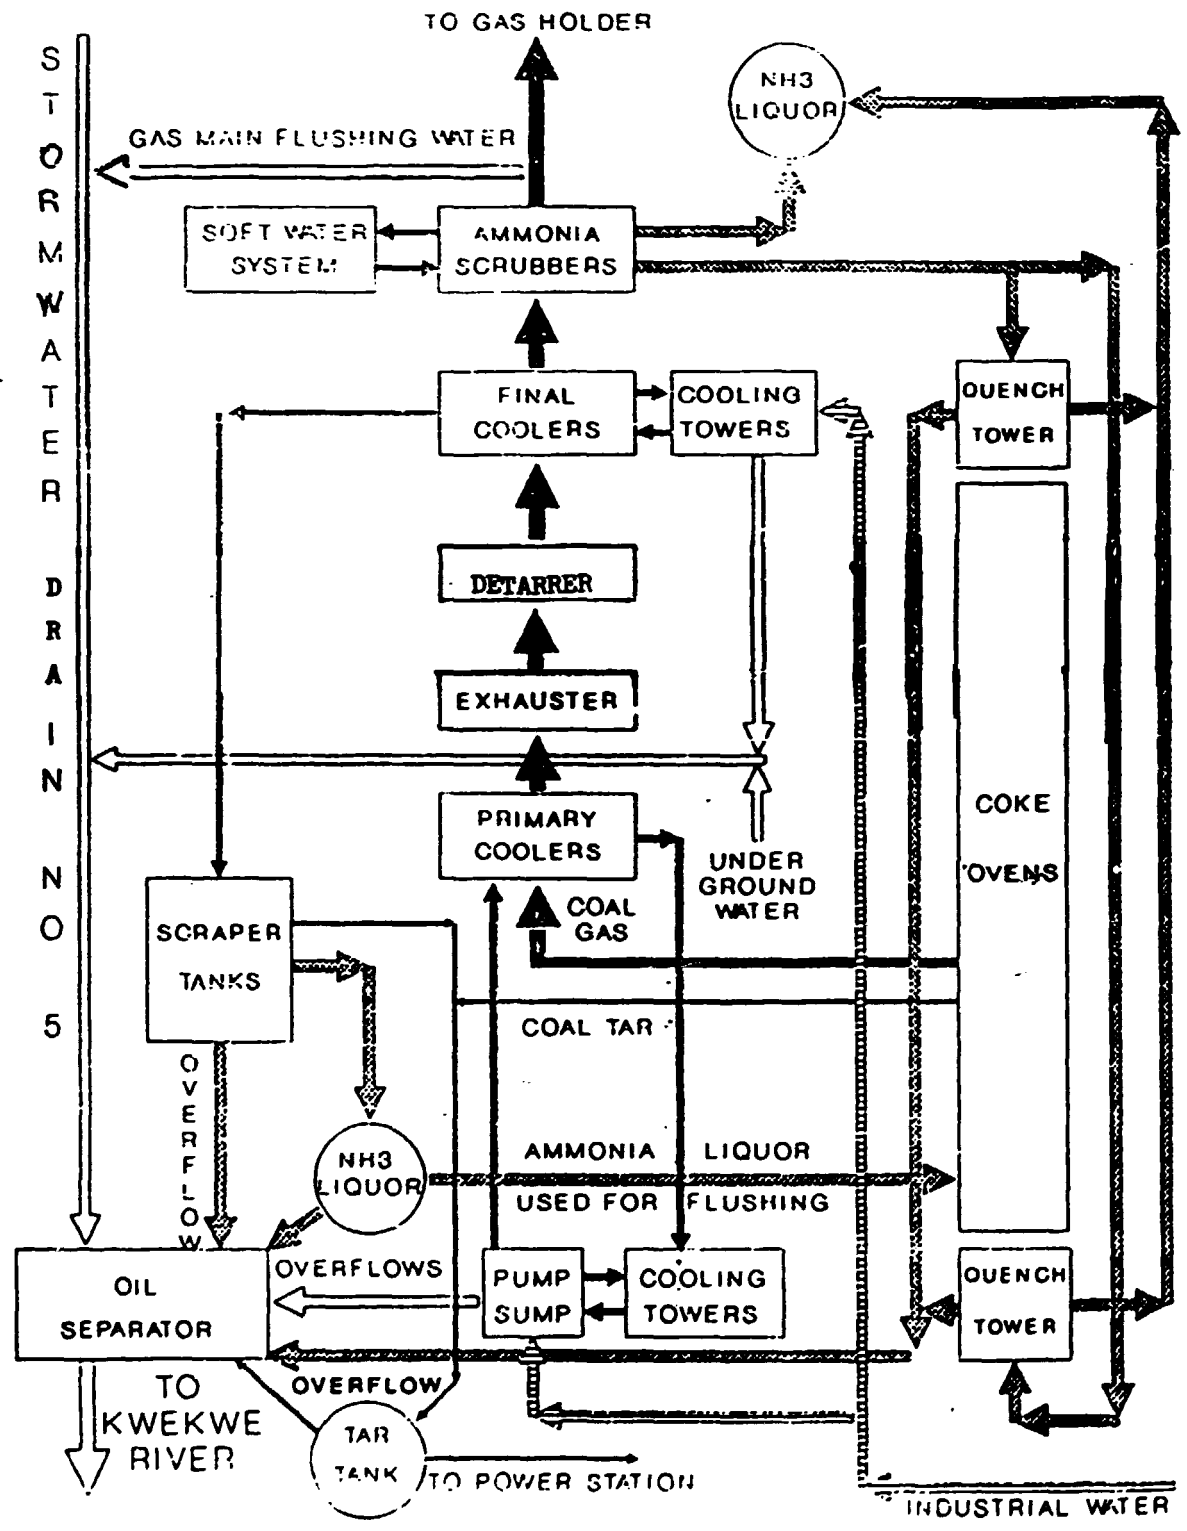 TO GAS HOLDER
NH3
LIQUOR
GAS MAIN FLUSHING WATER
STORMWATER DRAIN NO 5
SOFT WATER
SYSTEM
AMMONIA
SCRUBBERS
FINAL
COOLERS
COOLING
TOWERS
QUENCH
TOWER
DETARRER
EXHAUSTER
PRIMARY
COOLERS
UNDER
GROUND
WATER
COKE
OVENS
COAL
GAS
SCRAPER
TANKS
COAL TAR
OVERFLOW
NH3
LIQUOR
AMMONIA LIQUOR
USED FOR FLUSHING
OIL
SEPARATOR
OVERFLOWS
PUMP
SUMP
COOLING
TOWERS
QUENCH
TOWER
OVERFLOW
TO
KWEKWE
RIVER
TAR
TANK
TO POWER STATION
INDUSTRIAL WATER